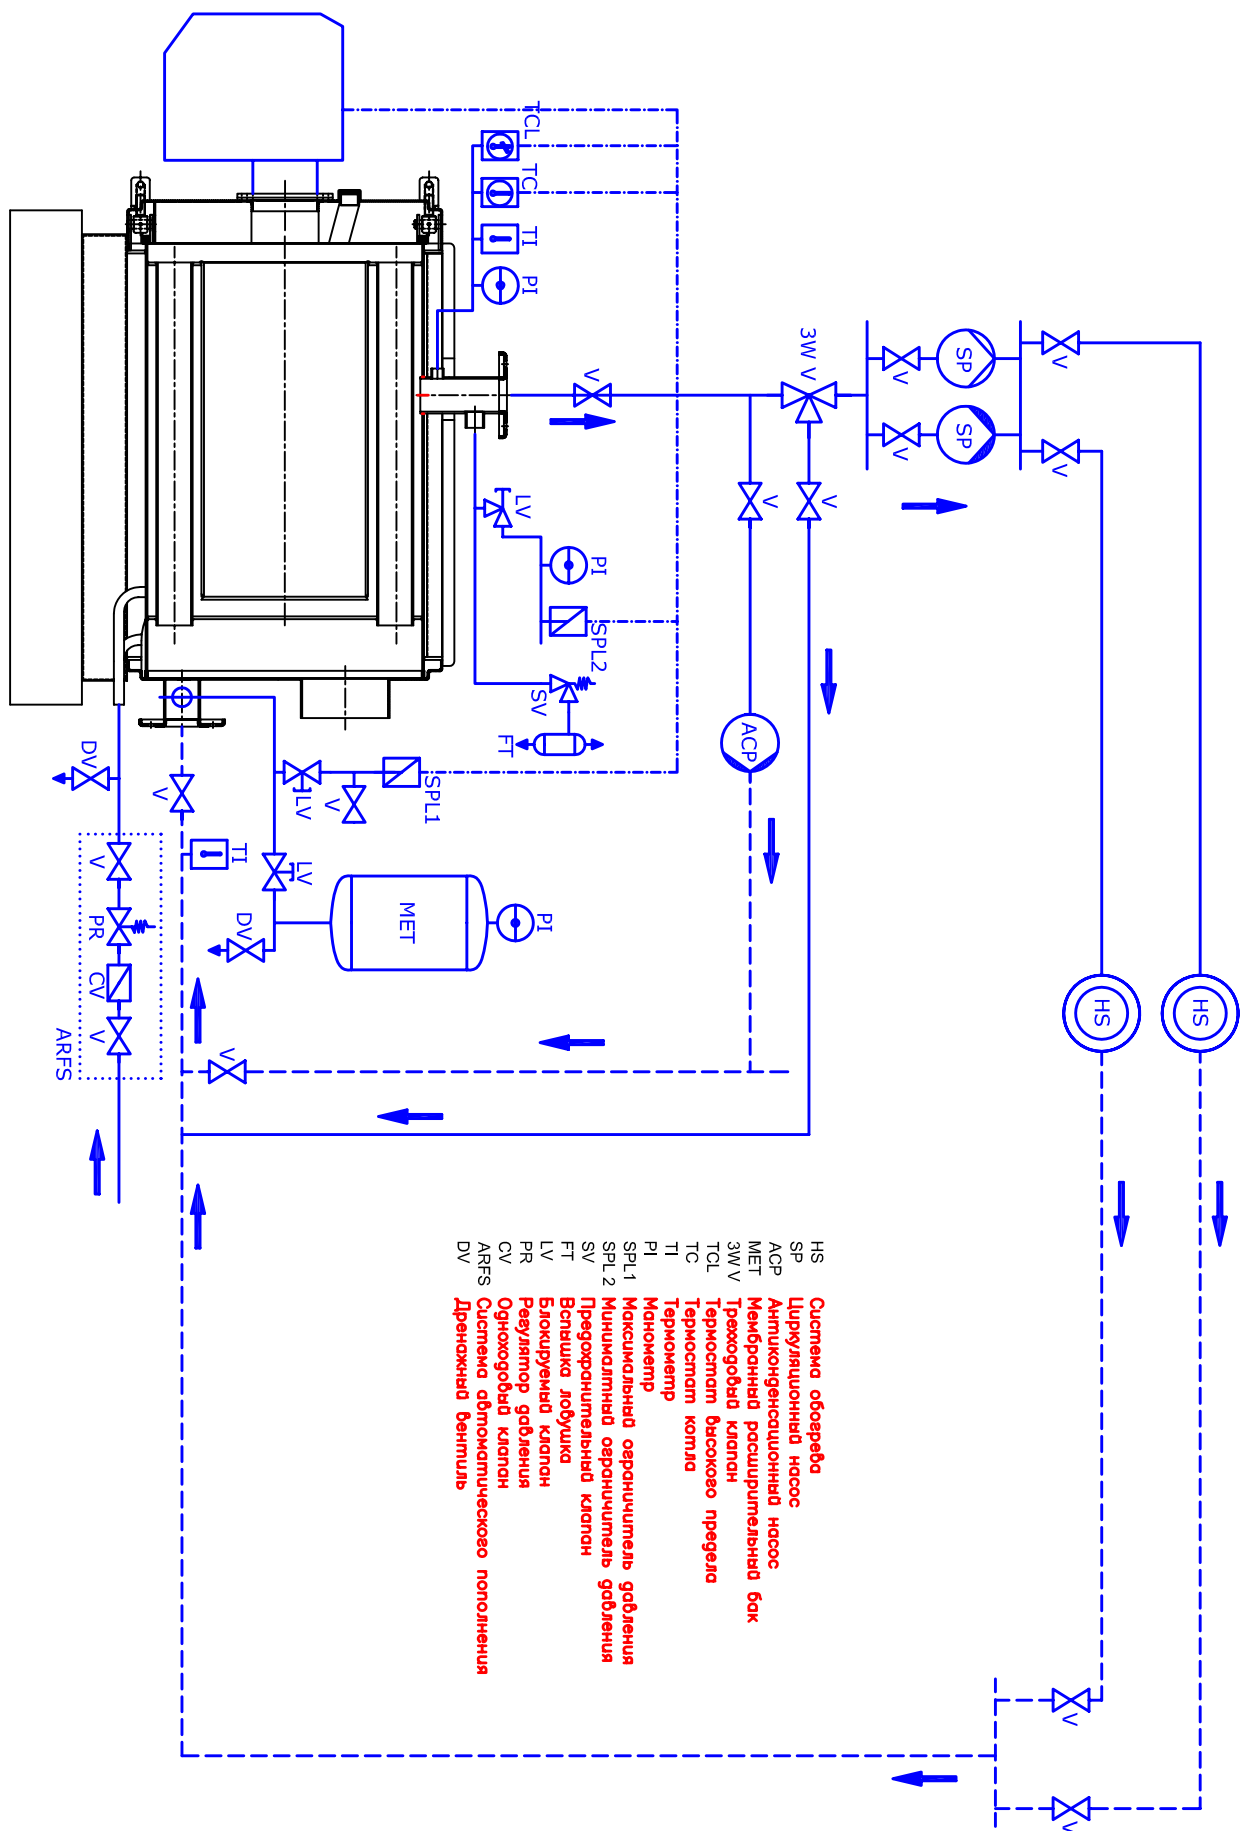 HS
HS
V
V
V
V
SP
SP
V
V
3W V
V
V
ACP
PI
SPL2
V
TCL
TC
TI
PI
LV
SV
FT
PI
SPL1
MET
V
LV
LV
DV
TI
V
V
DV
V
PR
CV
V
ARFS
HS Система обогрева
SP Циркуляционный насос
ACP Антиконденсационный насос
MET Мембранный расширительный бак
3W V Трехходовый клапан
TCL Термостат высокого предела
TC Термостат котла
TI Термометр
PI Манометр
SPL1 Максимальный ограничитель давления
SPL 2 Минималтный ограничитель давления
SV Предохранительный клапан
FT Вспышка ловушка
LV Блокируемый клапан
PR Регулятор давления
CV Одноходовый клапан
ARFS Система автоматического пополнения
DV Дренажный вентиль